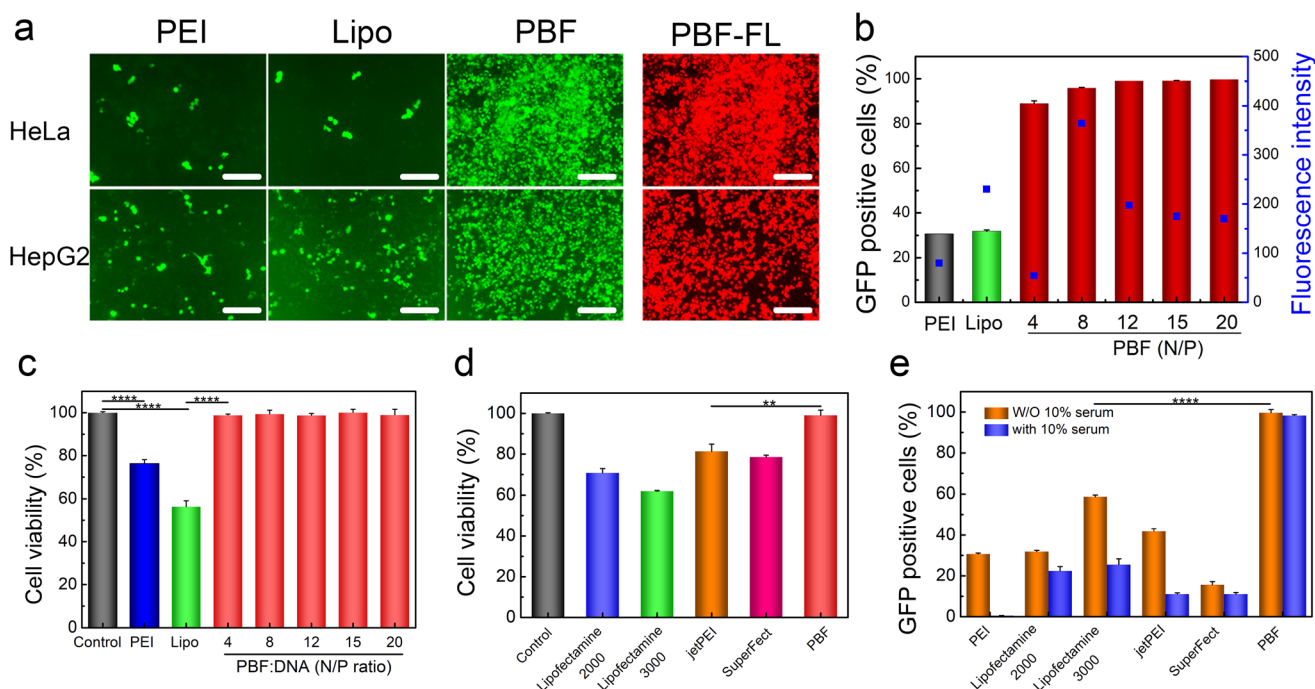 a
PEI
Lipo
PBF
PBF-FL
HeLa
HepG2
b
GFP positive cells (%)
100
80
60
40
20
0
500
400
300
200
100
0
Fluorescence intensity
PEI
Lipo
4
8
12
15
20
PBF (N/P)
c
Cell viability (%)
100
80
60
40
20
0
****
****
****
Control
PEI
Lipo
4
8
12
15
20
PBF:DNA (N/P ratio)
d
Cell viability (%)
100
80
60
40
20
0
**
Control
Lipofectamine
2000
Lipofectamine
3000
jetPEI
SuperFect
PBF
e
GFP positive cells (%)
100
80
60
40
20
0
W/O 10% serum
with 10% serum
****
PEI
Lipofectamine
2000
Lipofectamine
3000
jetPEI
SuperFect
PBF